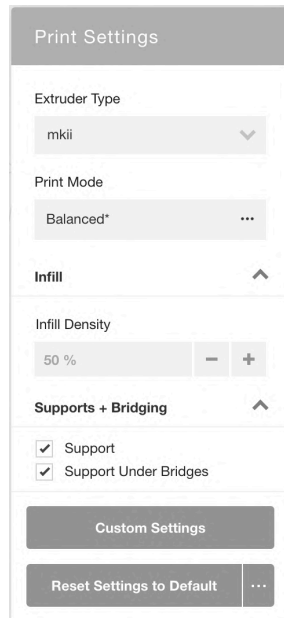 Print Settings
Extruder Type
mkii
Print Mode
Balanced*
...
Infill
Infill Density
50 %
− +
Supports + Bridging
Support
Support Under Bridges
Custom Settings
Reset Settings to Default ...